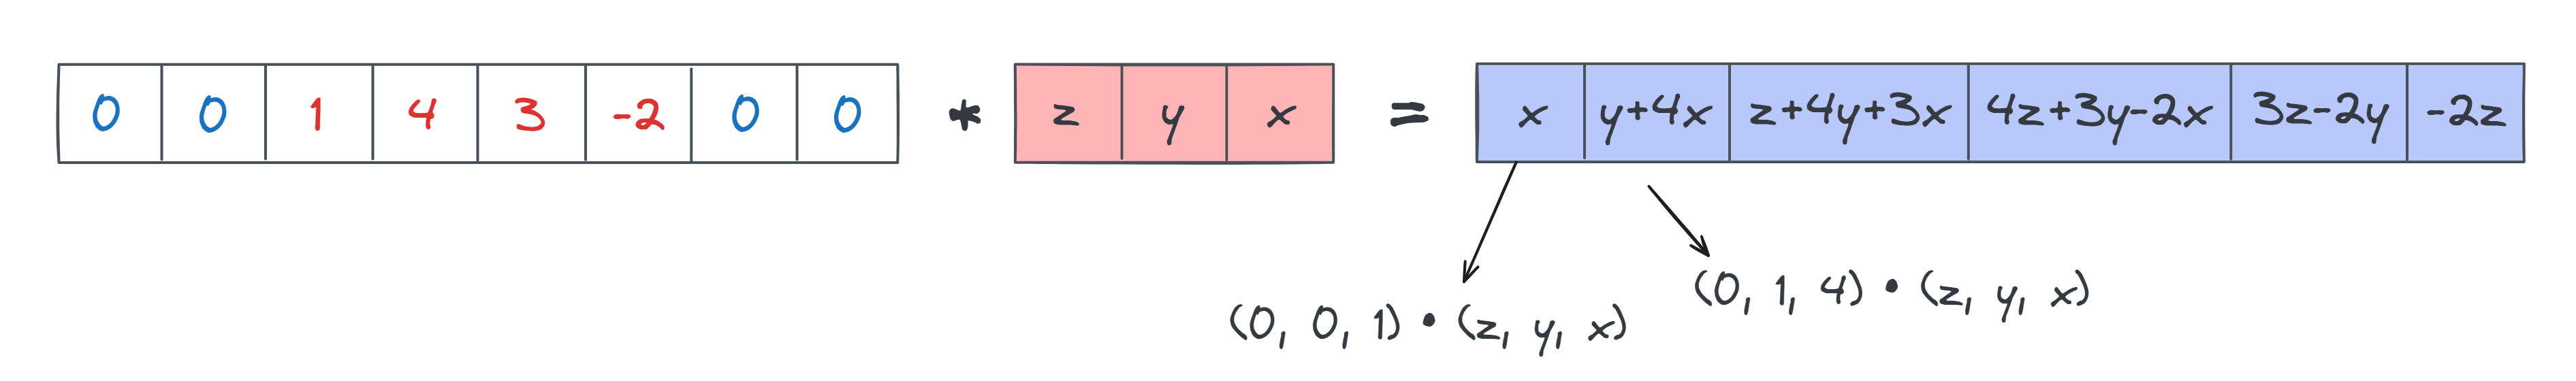 0 0 1 4 3 -2 0 0 * z y x = x y+4x z+4y+3x 4z+3y-2x 3z-2y -2z
(0, 1, 4) • (z, y, x)
(0, 0, 1) • (z, y, x)